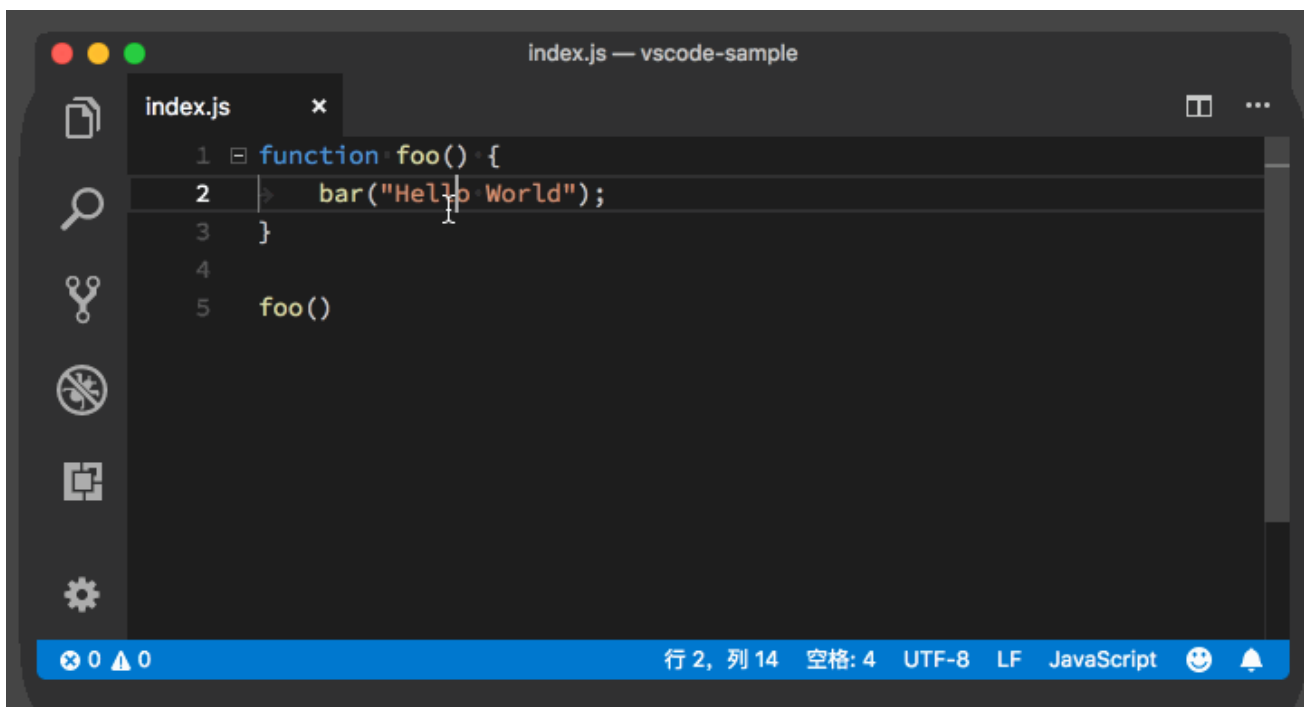 index.js — vscode-sample
index.js
1 function foo() {
2 bar("Hello World");
3 }
4
5 foo()
0 0 行 2，列 14 空格: 4 UTF-8 LF JavaScript